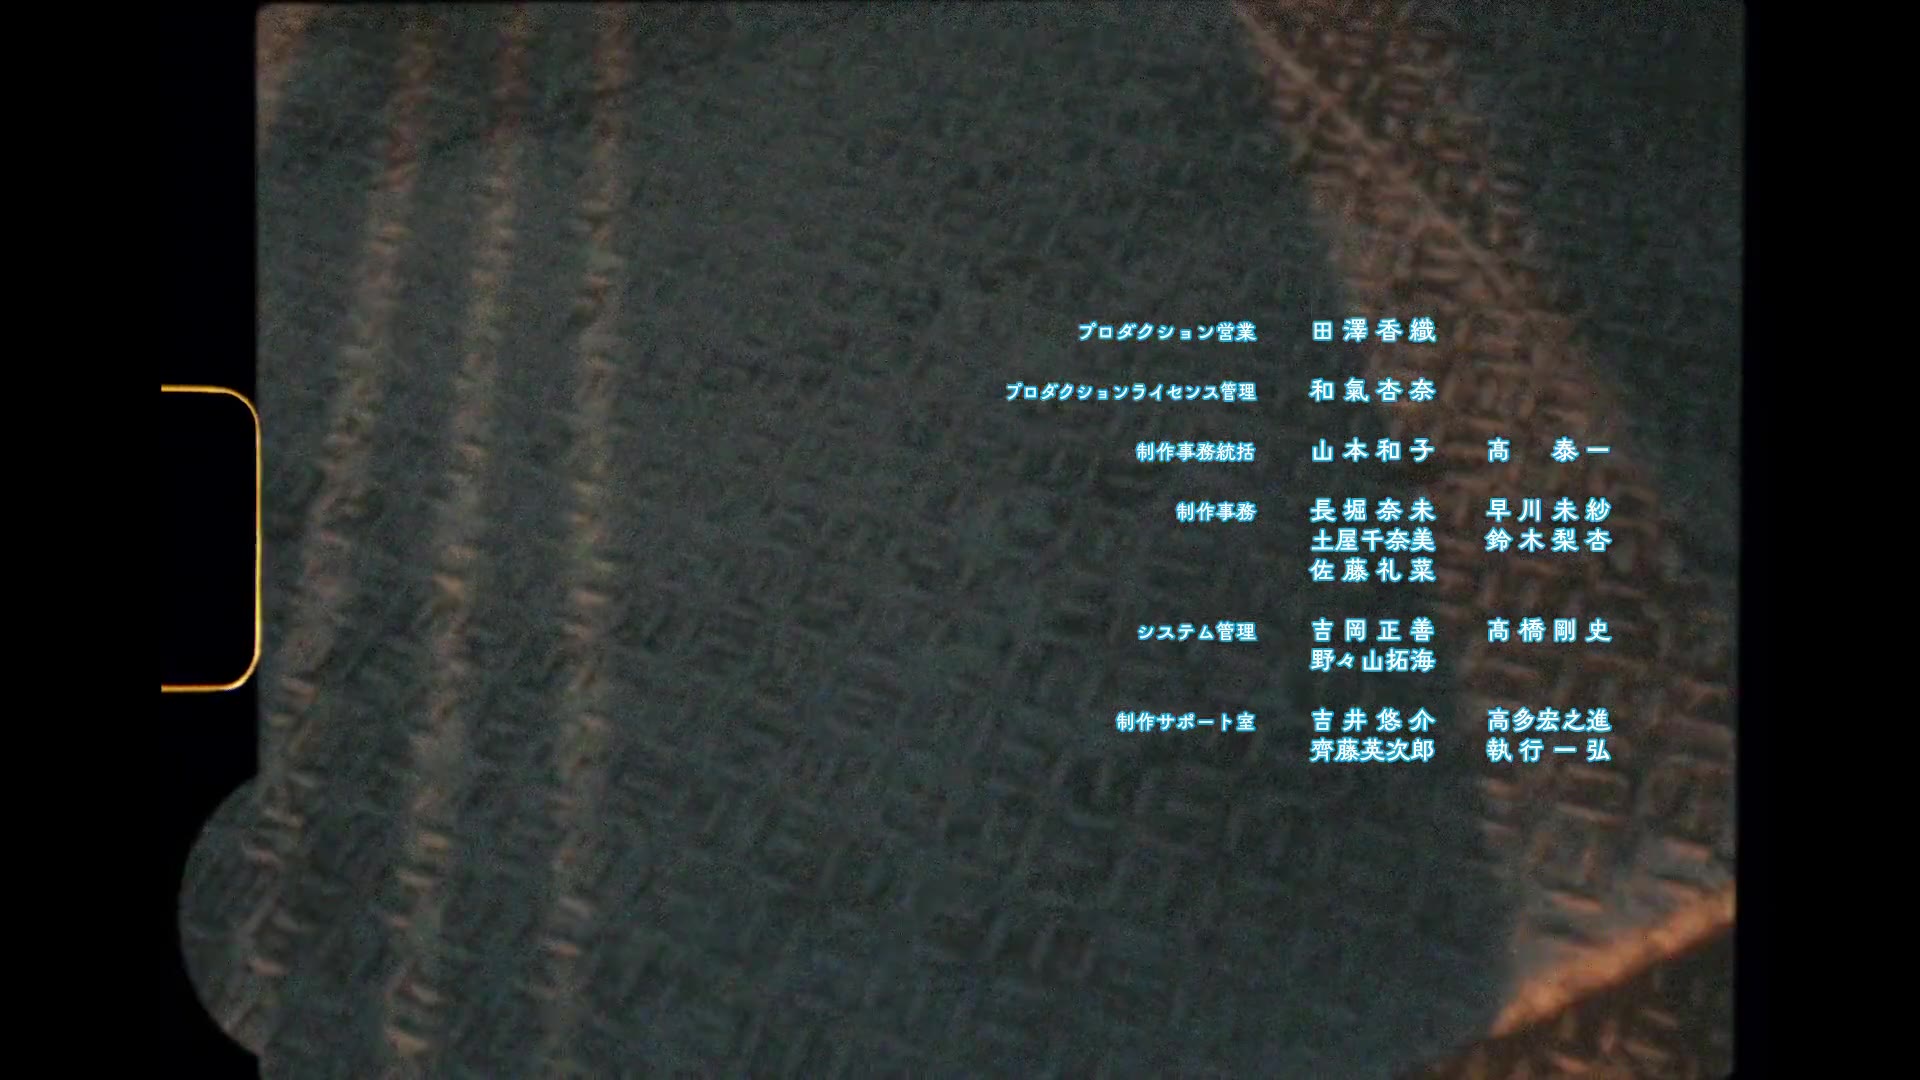 プロダクション営業 田澤香織
プロダクションライセンス管理 和氣杏奈
制作事務統括 山本和子 髙 泰一
制作事務 長堀奈未 早川未紗
土屋千奈美 鈴木梨杏
佐藤礼菜
システム管理 吉岡正善 髙橋剛史
野々山拓海
制作サポート室 吉井悠介 高多宏之進
齊藤英次郎 執行一弘